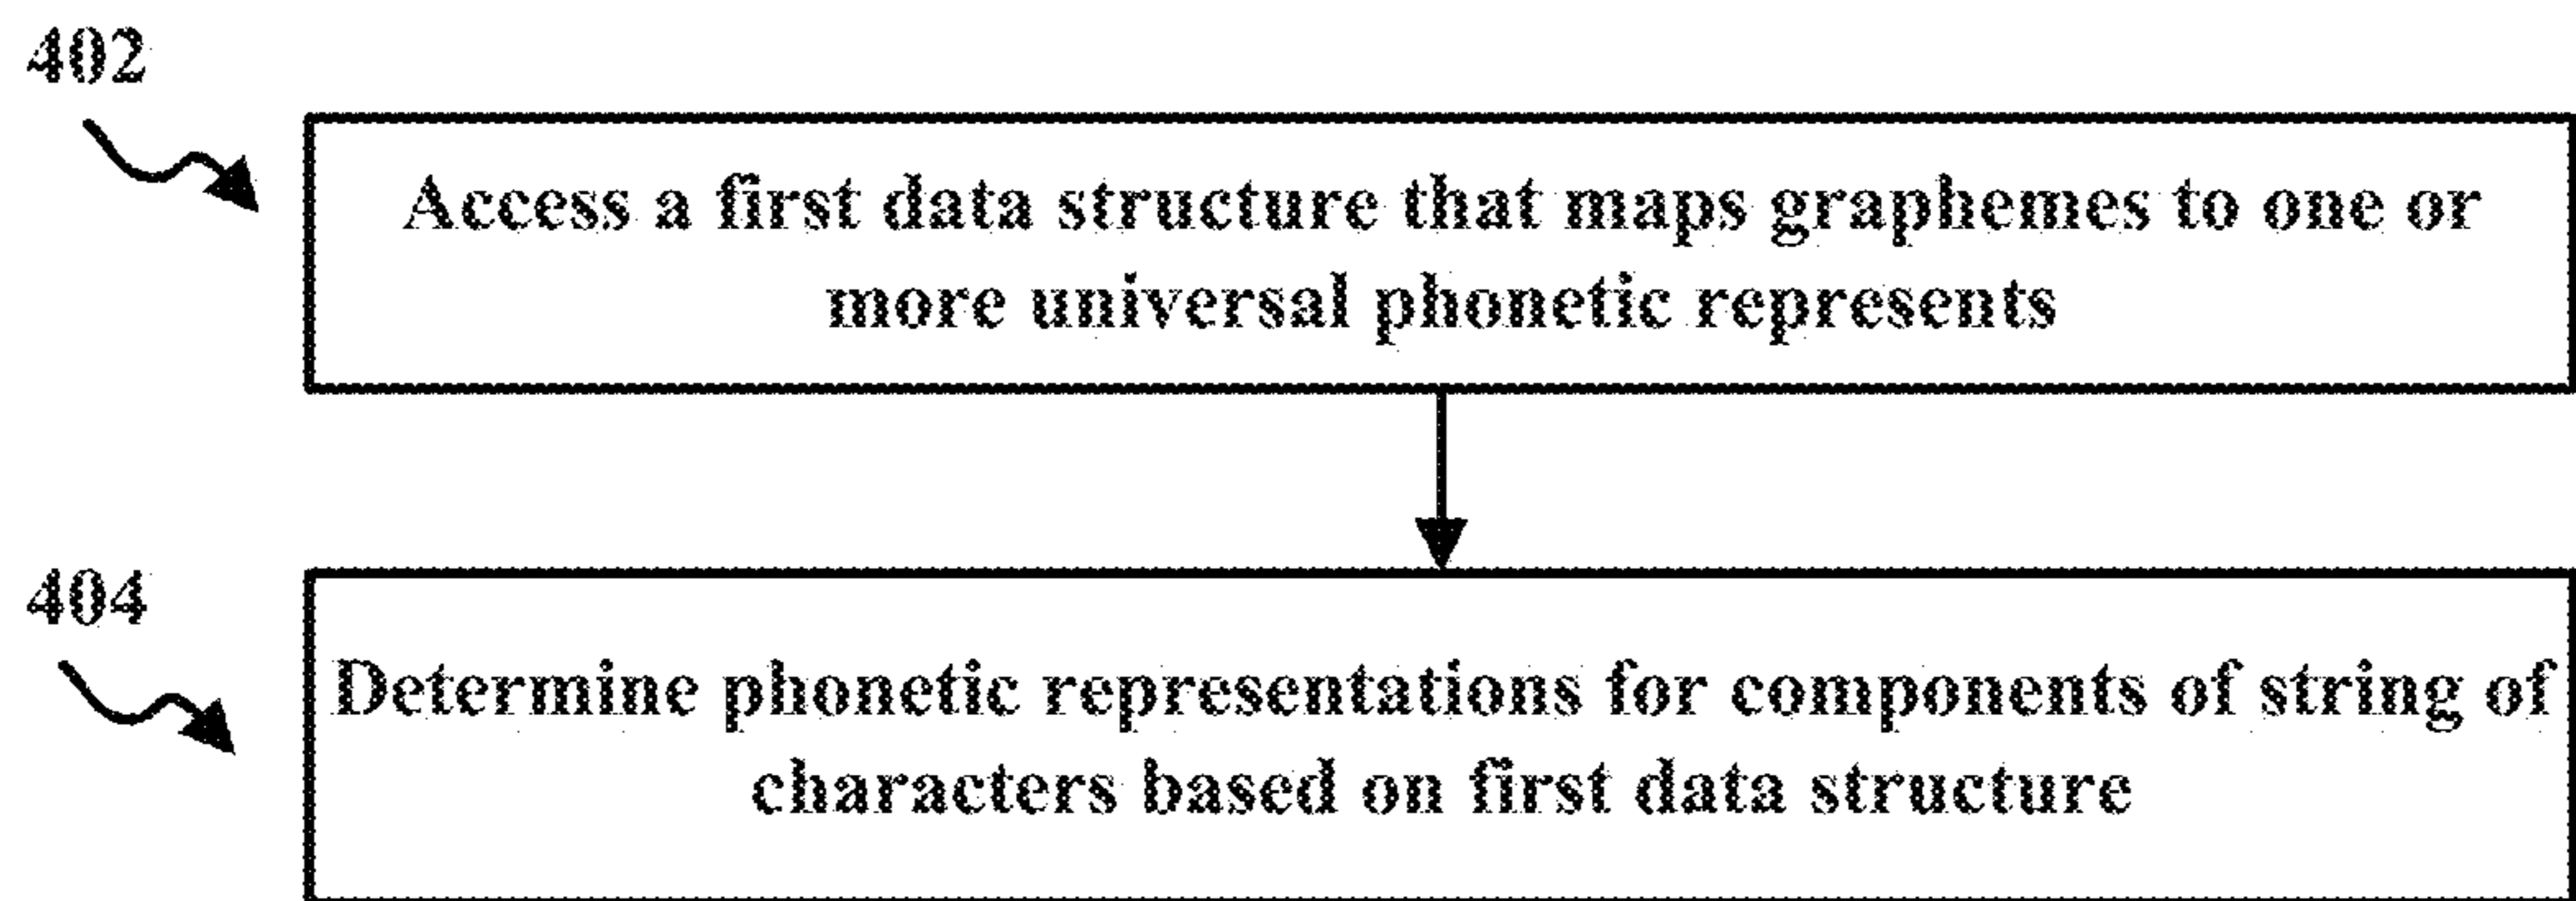 402
Access a first data structure that maps graphemes to one or
more universal phonetic represents
404
Determine phonetic representations for components of string of
characters based on first data structure